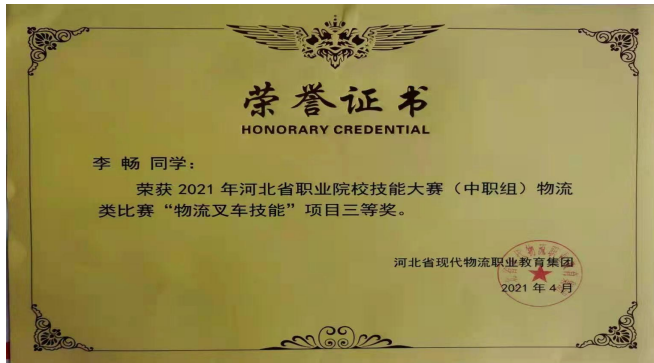 荣誉证书
HONORARY CREDENTIAL
李 畅 同学：
荣获 2021 年河北省职业院校技能大赛（中职组）物流
类比赛“物流叉车技能”项目三等奖。
河北省现代物流职业教育集团
2021 年 4 月